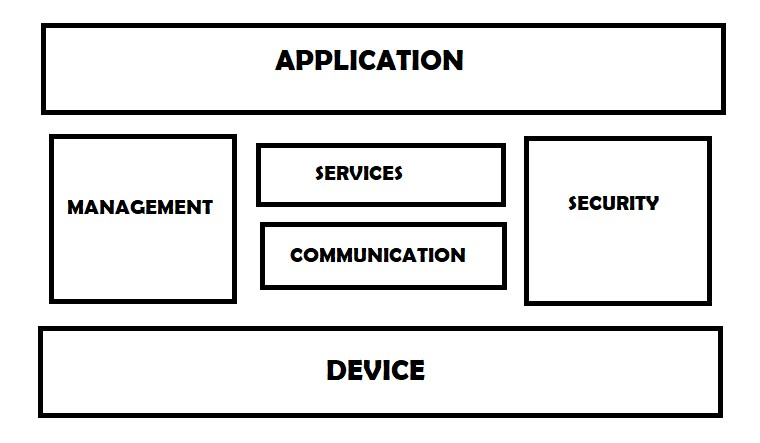 APPLICATION
MANAGEMENT
SERVICES
COMMUNICATION
SECURITY
DEVICE